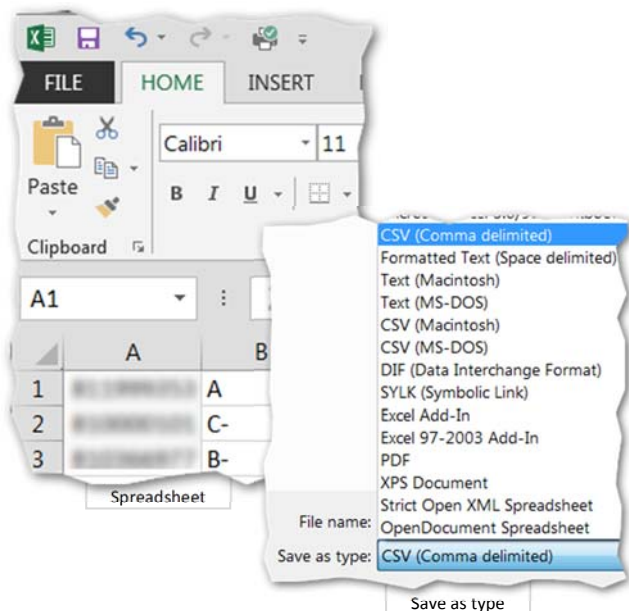 FILE HOME INSERT
Calibri 11
Paste
B I U
Clipboard
A1
A B
1 A
2 C-
3 B-
Spreadsheet
CSV (Comma delimited)
Formatted Text (Space delimited)
Text (Macintosh)
Text (MS-DOS)
CSV (Macintosh)
CSV (MS-DOS)
DIF (Data Interchange Format)
SYLK (Symbolic Link)
Excel Add-In
Excel 97-2003 Add-In
PDF
XPS Document
Strict Open XML Spreadsheet
OpenDocument Spreadsheet
File name:
Save as type: CSV (Comma delimited)
Save as type